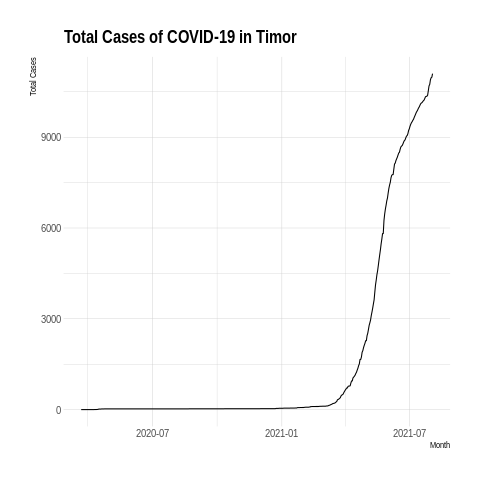 Total Cases of COVID-19 in Timor
Total Cases
9000
6000
3000
0
2020-07
2021-01
2021-07
Month